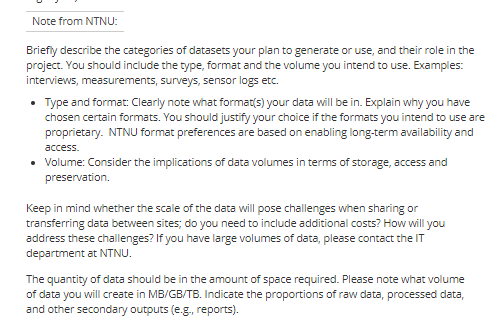 Note from NTNU:
Briefly describe the categories of datasets your plan to generate or use, and their role in the
project. You should include the type, format and the volume you intend to use. Examples:
interviews, measurements, surveys, sensor logs etc.
• Type and format: Clearly note what format(s) your data will be in. Explain why you have
chosen certain formats. You should justify your choice if the formats you intend to use are
proprietary. NTNU format preferences are based on enabling long-term availability and
access.
• Volume: Consider the implications of data volumes in terms of storage, access and
preservation.
Keep in mind whether the scale of the data will pose challenges when sharing or
transferring data between sites; do you need to include additional costs? How will you
address these challenges? If you have large volumes of data, please contact the IT
department at NTNU.
The quantity of data should be in the amount of space required. Please note what volume
of data you will create in MB/GB/TB. Indicate the proportions of raw data, processed data,
and other secondary outputs (e.g., reports).